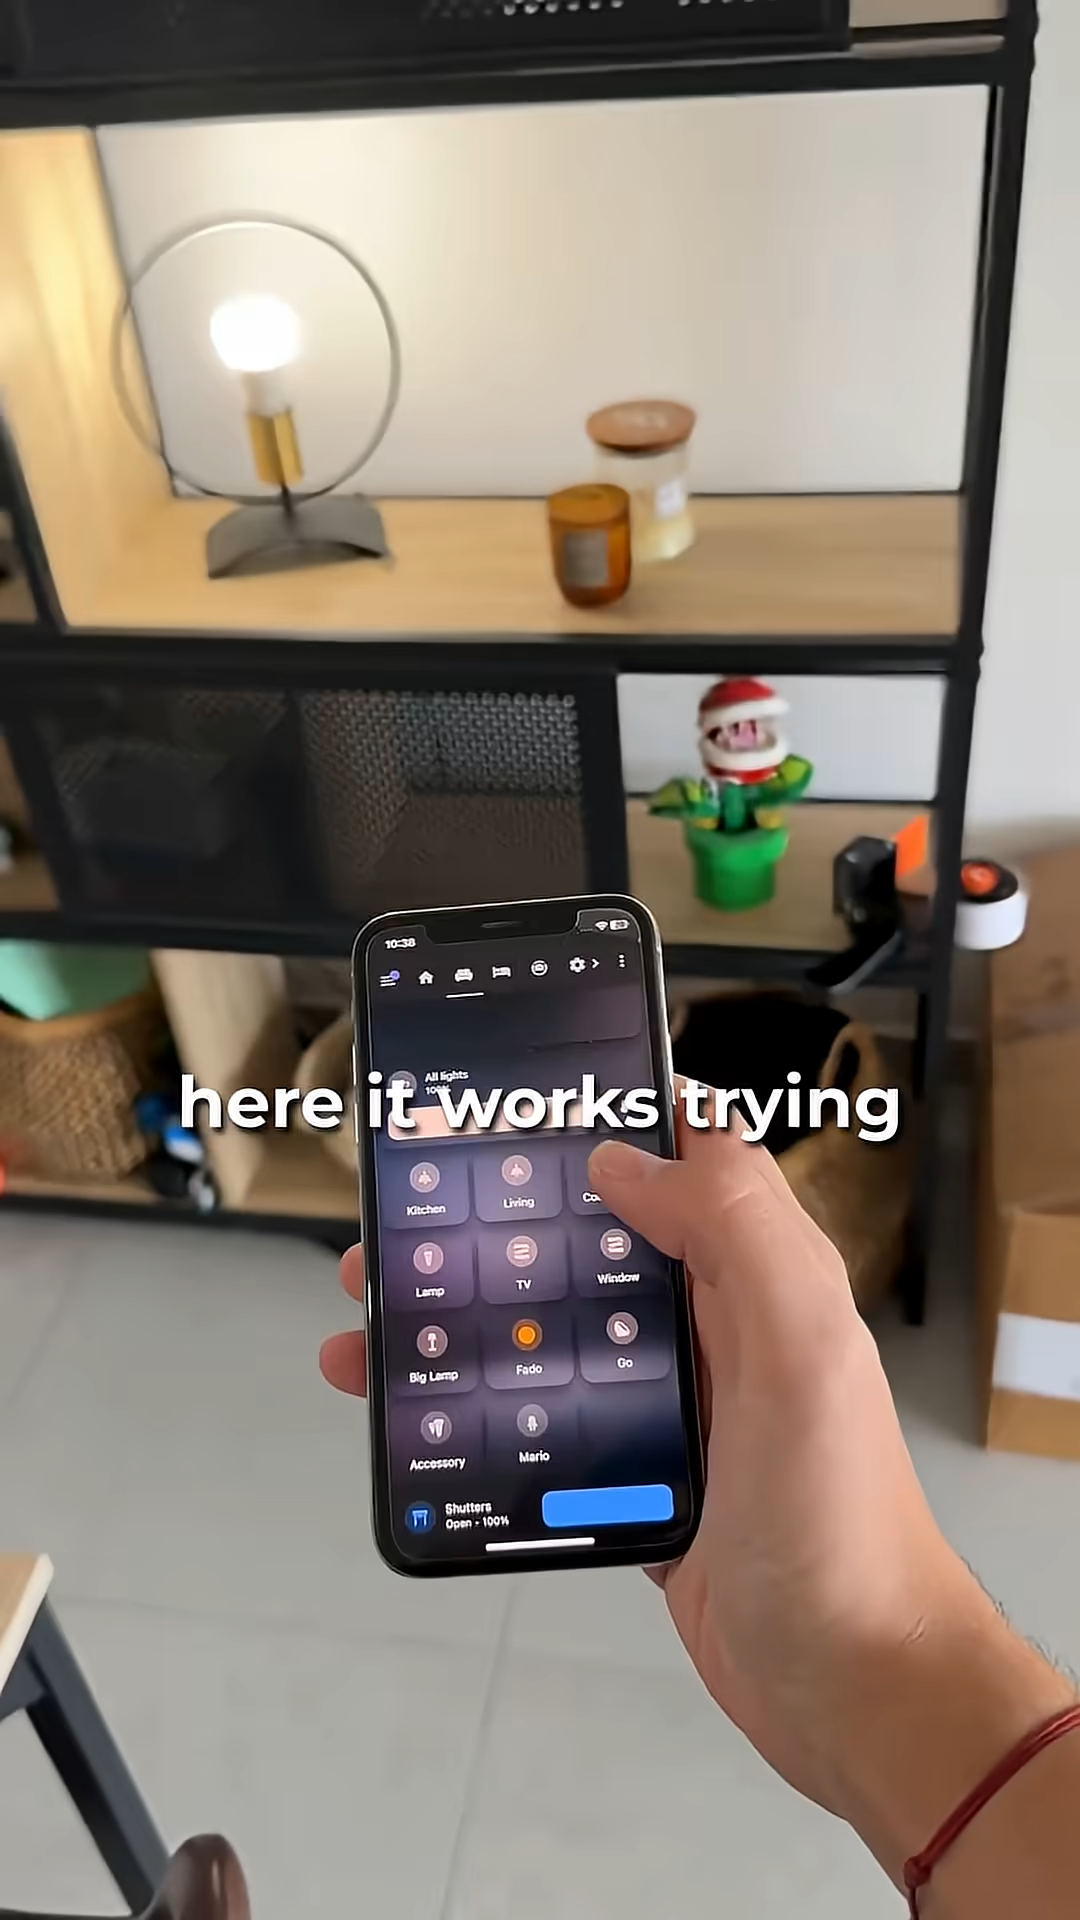 10:38
All lights
100%
here it works trying
Kitchen
Living
Lamp
TV
Window
Big Lamp
Fado
Go
Accessory
Mario
Shutters
Open - 100%